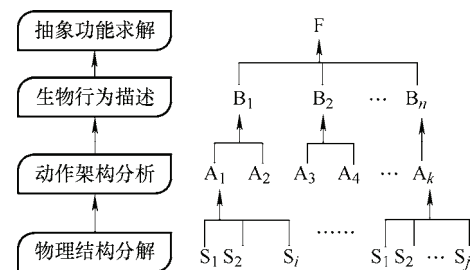 抽象功能求解
F
生物行为描述
B₁ B₂ ⋯ Bₙ
动作架构分析
A₁ A₂ A₃ A₄ ⋯ Aₖ
物理结构分解
S₁ S₂ Sᵢ ⋯⋯ S₁ S₂ ⋯ Sⱼ